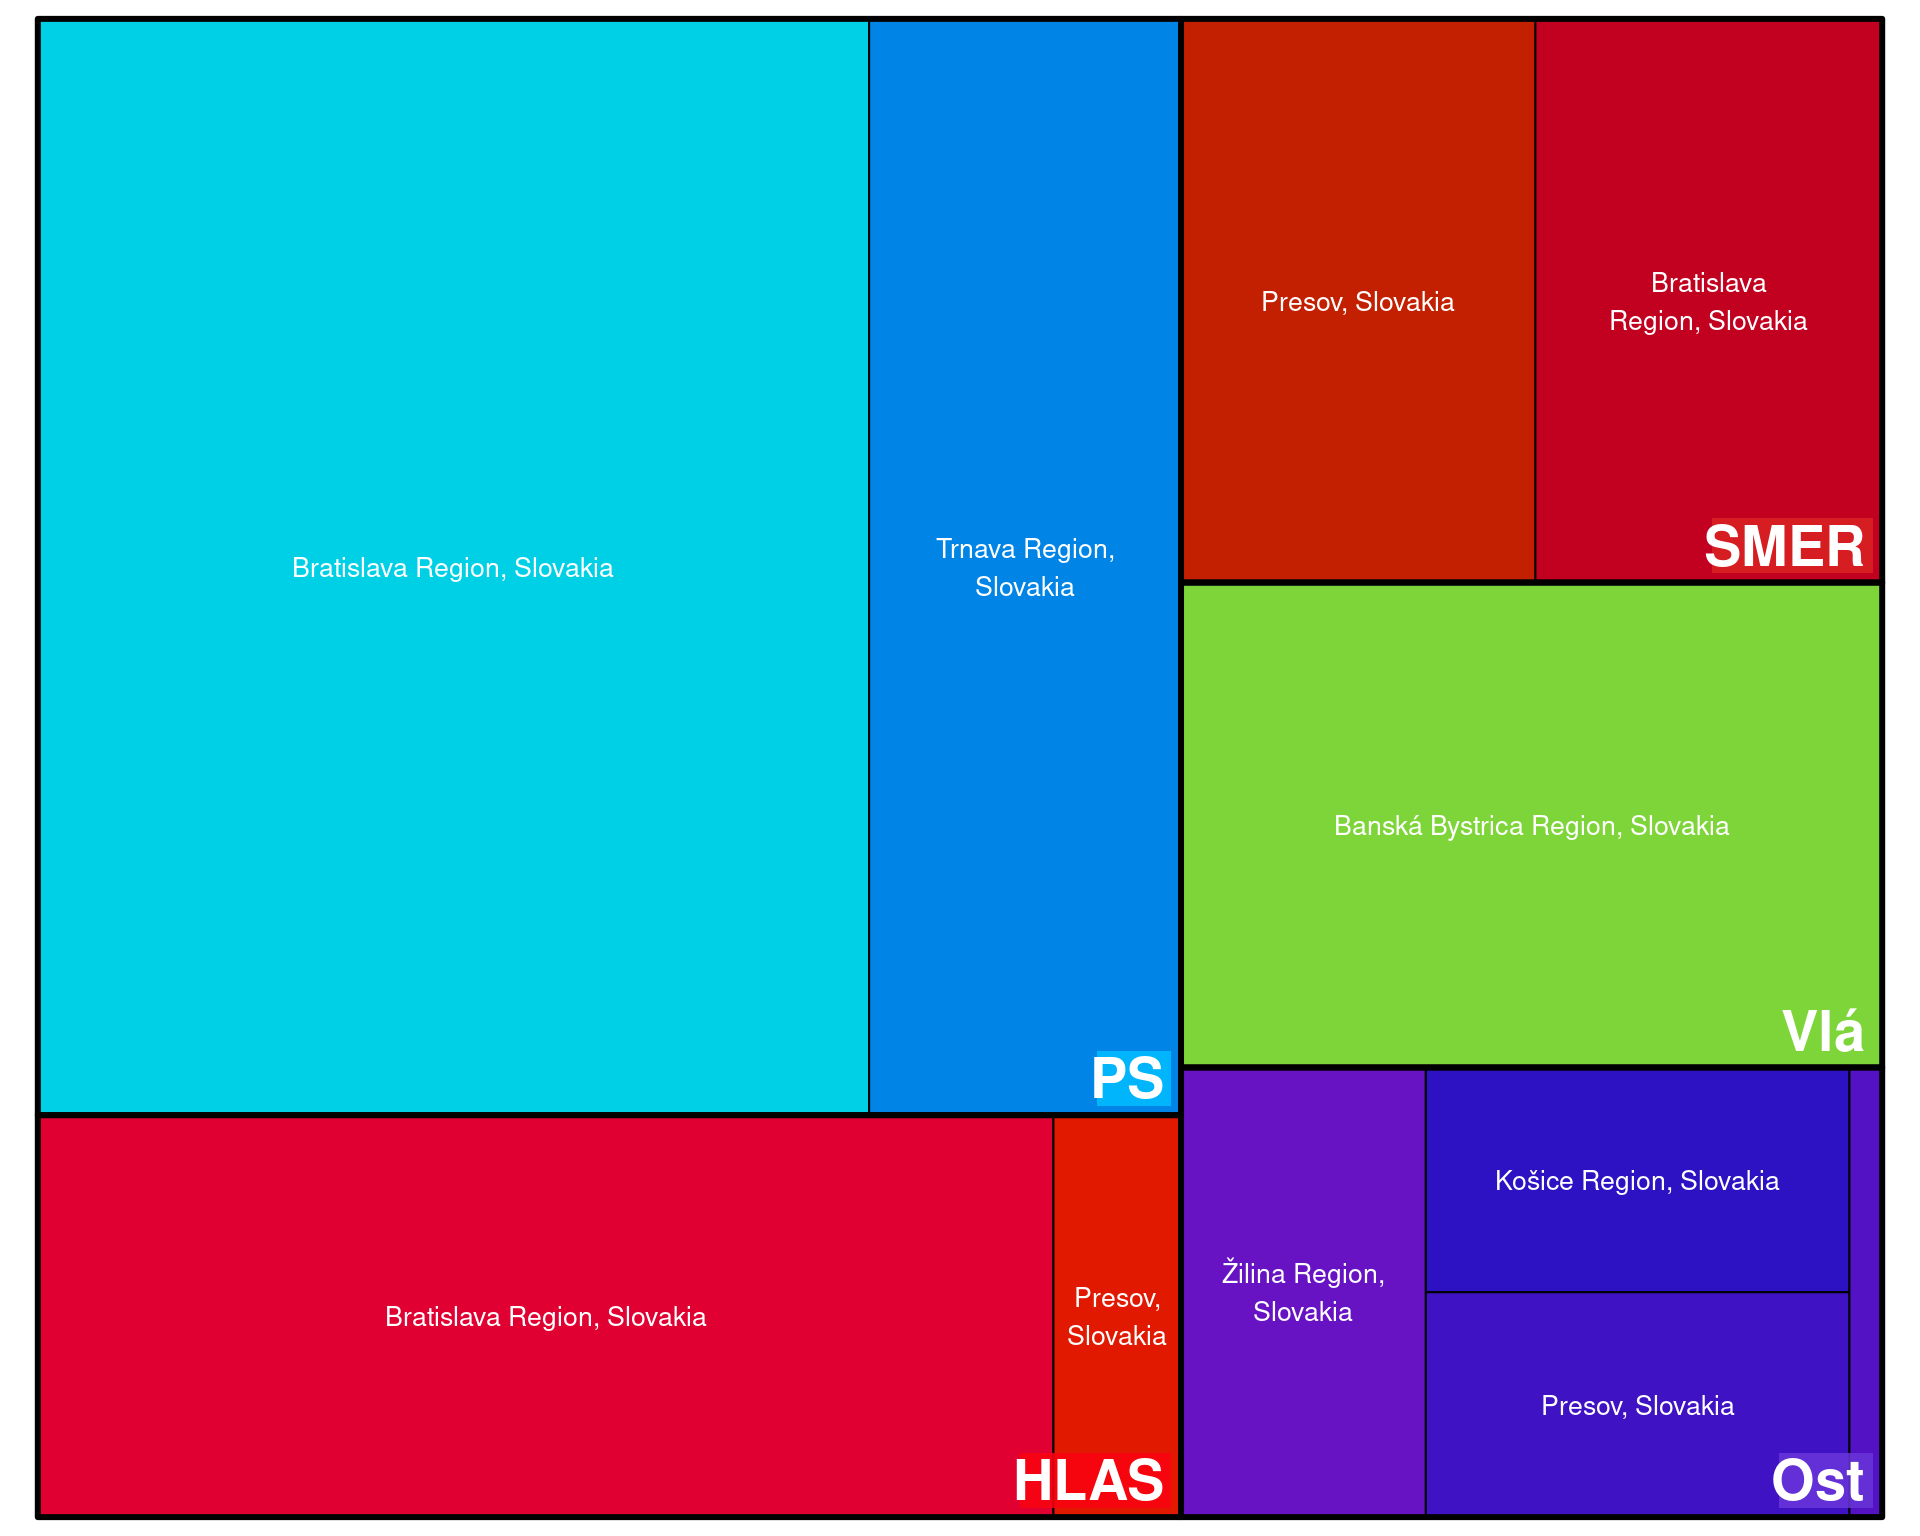 Bratislava Region, Slovakia
Trnava Region,
Slovakia
PS
Bratislava Region, Slovakia
Presov,
Slovakia
HLAS
Presov, Slovakia
Bratislava
Region, Slovakia
SMER
Banská Bystrica Region, Slovakia
Vlá
Žilina Region,
Slovakia
Košice Region, Slovakia
Presov, Slovakia
Ost